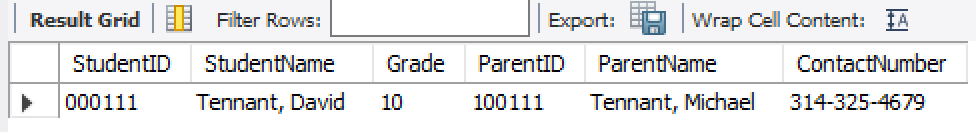 Result Grid Filter Rows: Export: Wrap Cell Content:
StudentID StudentName Grade ParentID ParentName ContactNumber
000111 Tennant, David 10 100111 Tennant, Michael 314-325-4679